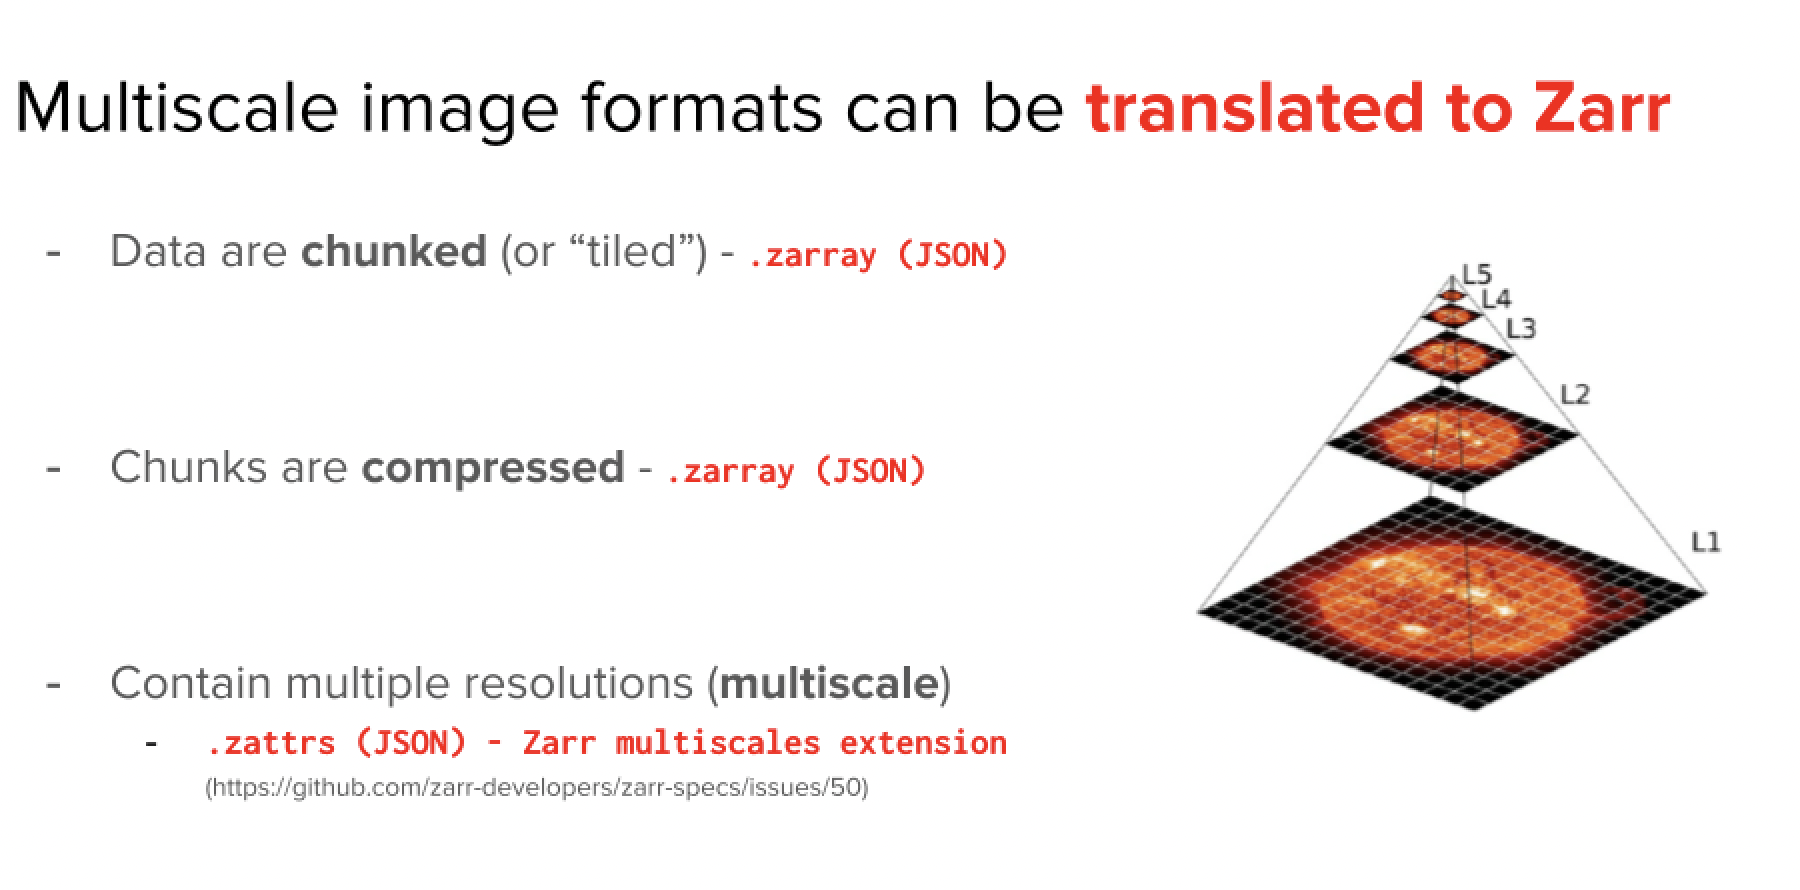 Multiscale image formats can be translated to Zarr
- Data are chunked (or “tiled”) - .zarray (JSON)
- Chunks are compressed - .zarray (JSON)
- Contain multiple resolutions (multiscale)
- .zattrs (JSON) - Zarr multiscales extension
(https://github.com/zarr-developers/zarr-specs/issues/50)
L5
L4
L3
L2
L1